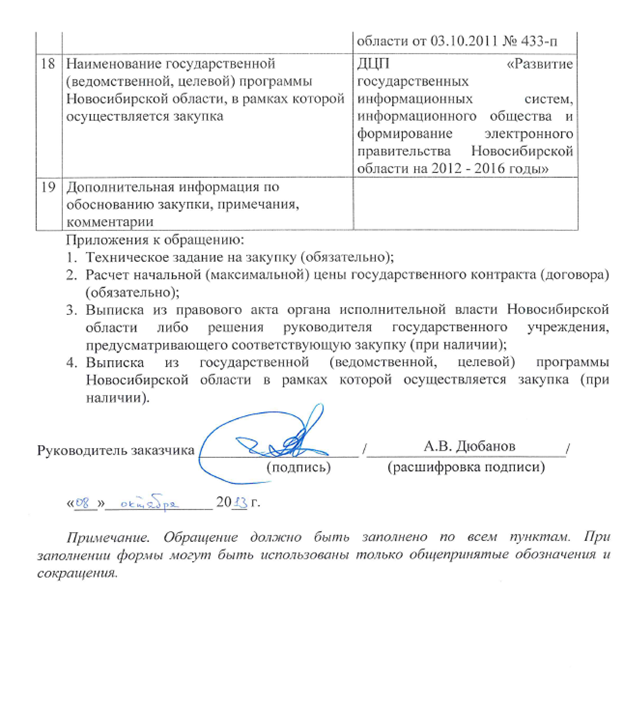 области от 03.10.2011 № 433-п
18 Наименование государственной (ведомственной, целевой) программы Новосибирской области, в рамках которой осуществляется закупка
ДЦП «Развитие государственных информационных систем, информационного общества и формирование электронного правительства Новосибирской области на 2012 - 2016 годы»
19 Дополнительная информация по обоснованию закупки, примечания, комментарии
Приложения к обращению:
1. Техническое задание на закупку (обязательно);
2. Расчет начальной (максимальной) цены государственного контракта (договора)
(обязательно);
3. Выписка из правового акта органа исполнительной власти Новосибирской
области либо решения руководителя государственного учреждения,
предусматривающего соответствующую закупку (при наличии);
4. Выписка из государственной (ведомственной, целевой) программы
Новосибирской области в рамках которой осуществляется закупка (при
наличии).
Руководитель заказчика / А.В. Дюбанов /
(подпись) (расшифровка подписи)
«08» октября 2013 г.
Примечание. Обращение должно быть заполнено по всем пунктам. При
заполнении формы могут быть использованы только общепринятые обозначения и
сокращения.